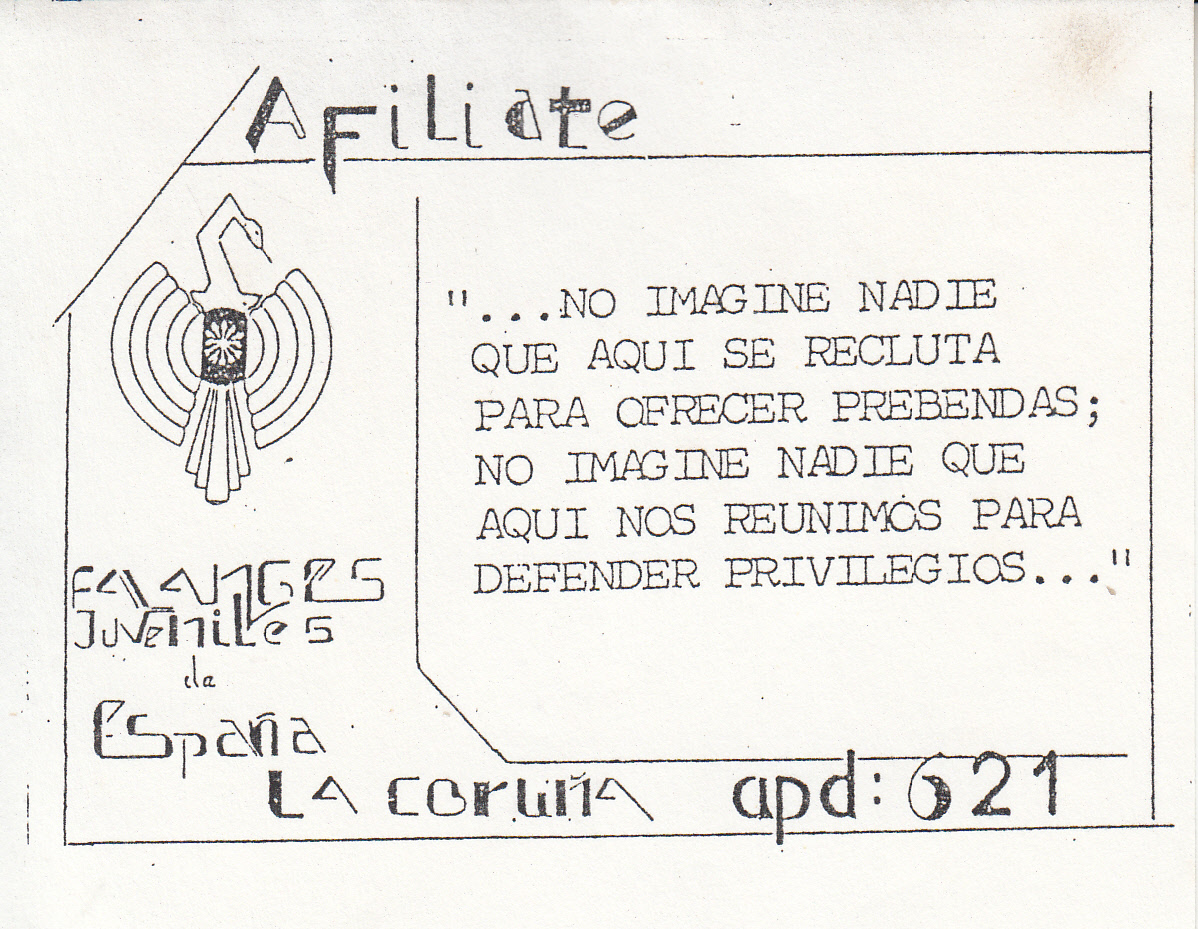 Afiliate
"...NO IMAGINE NADIE
QUE AQUI SE RECLUTA
PARA OFRECER PREBENDAS;
NO IMAGINE NADIE QUE
AQUI NOS REUNIMOS PARA
DEFENDER PRIVILEGIOS..."
FALANGES
JUVENILES
de
España
La coruña apd: 621